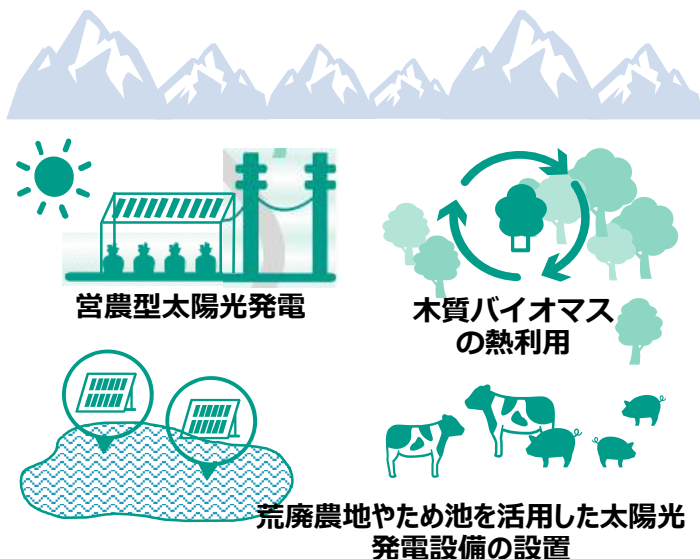 営農型太陽光発電
木質バイオマス
の熱利用
荒廃農地やため池を活用した太陽光
発電設備の設置